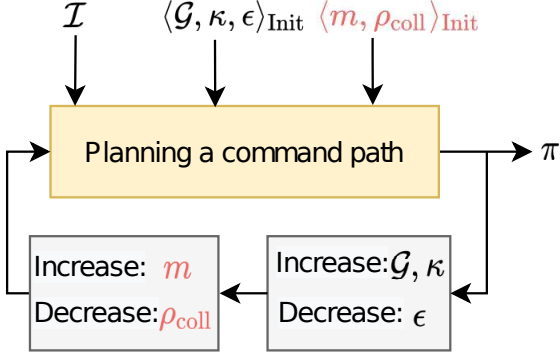 𝓘 ⟨𝒢, κ, ϵ⟩Init ⟨m, ρcoll⟩Init
Planning a command path
π
Increase: m
Decrease: ρcoll
Increase: 𝒢, κ
Decrease: ϵ